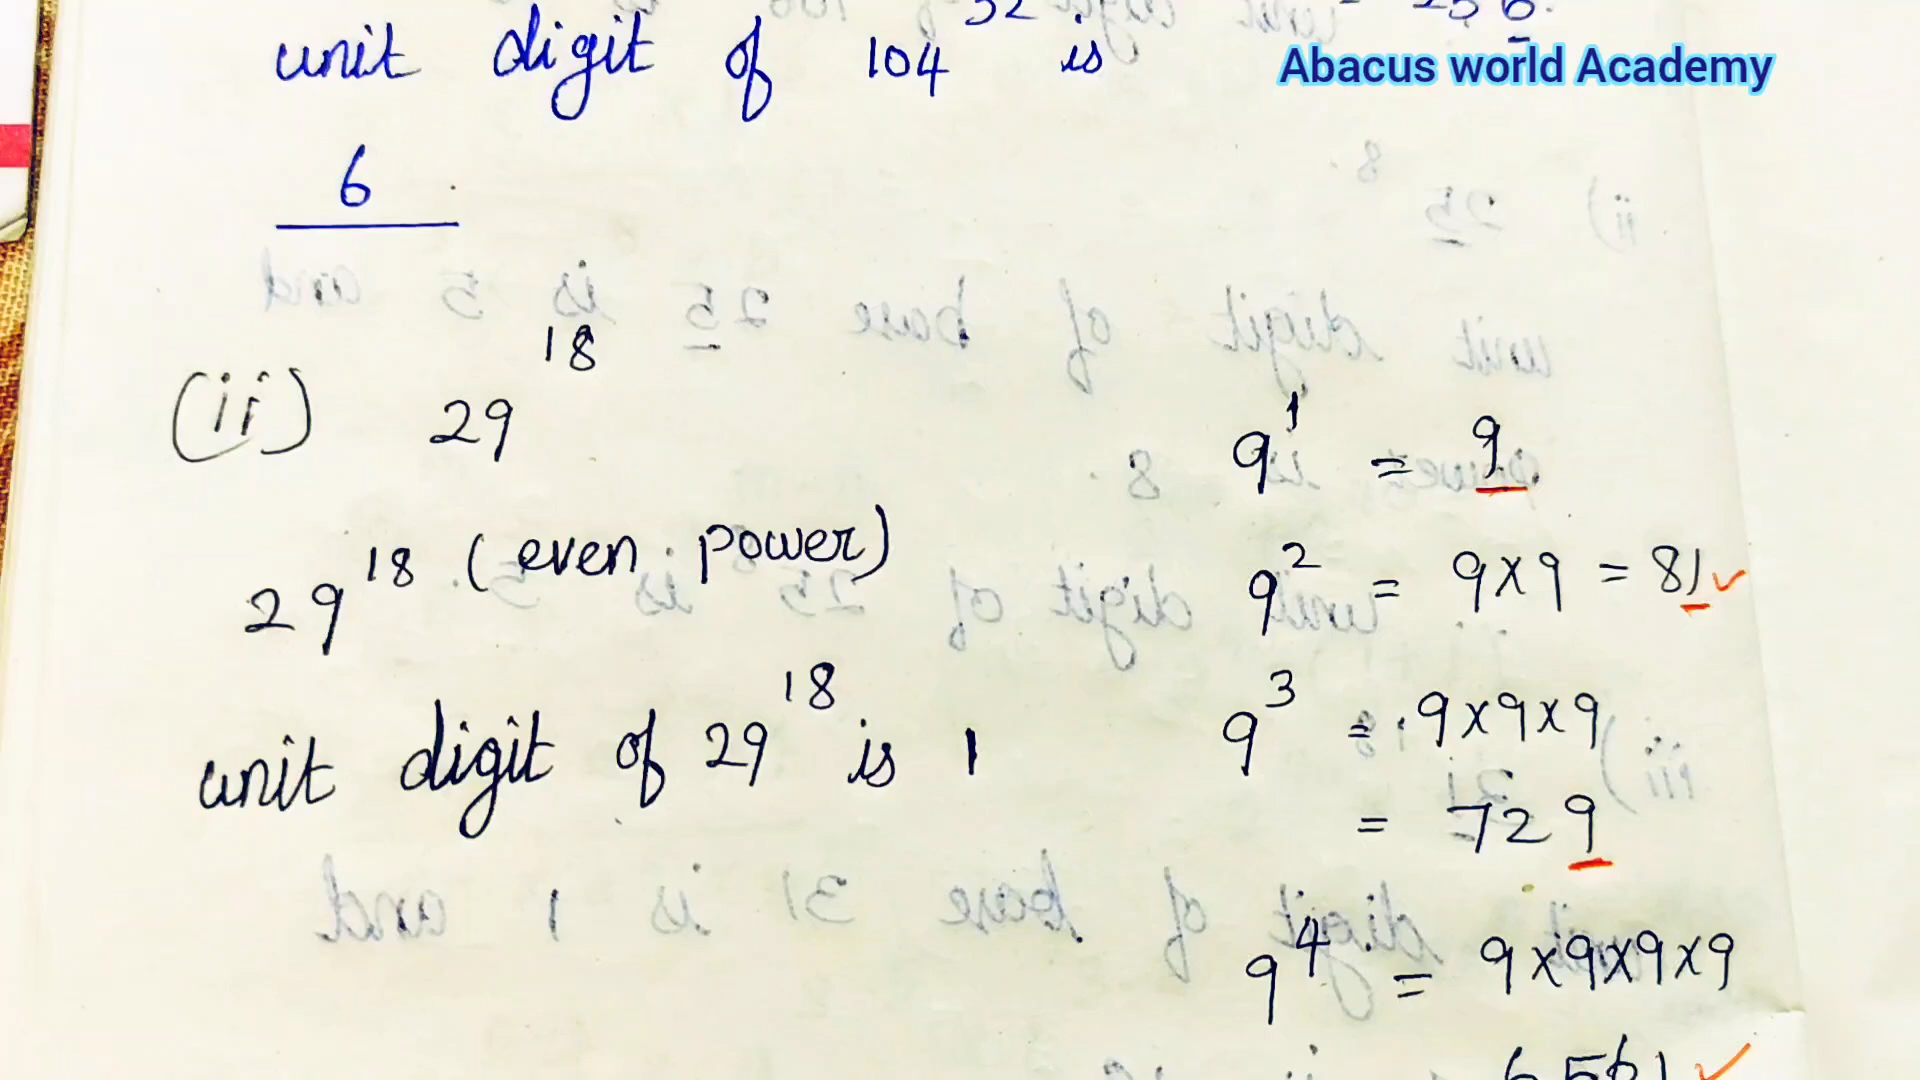 unit digit of 104^32 is
256.
Abacus world Academy
6
(ii) 29^18
29^18 (even power)
unit digit of 29^18 is 1
9^1 = 9
9^2 = 9×9 = 81✓
9^3 = 9×9×9
= 729
9^4 = 9×9×9×9
6561✓